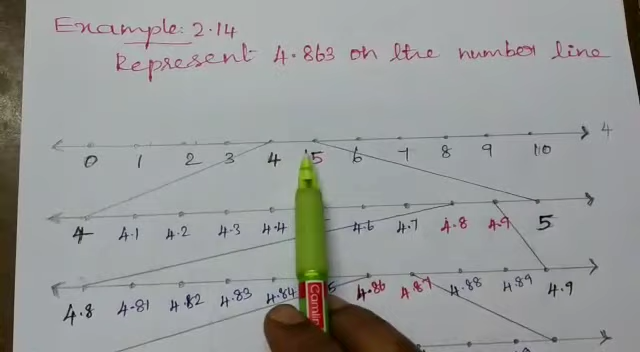 Example: 2.14
Represent 4.863 on the number line
0 1 2 3 4 5 6 7 8 9 10 4
4 4.1 4.2 4.3 4.4 4.6 4.7 4.8 4.9 5
4.8 4.81 4.82 4.83 4.84 5 4.86 4.87 4.88 4.89 4.9
Camlin